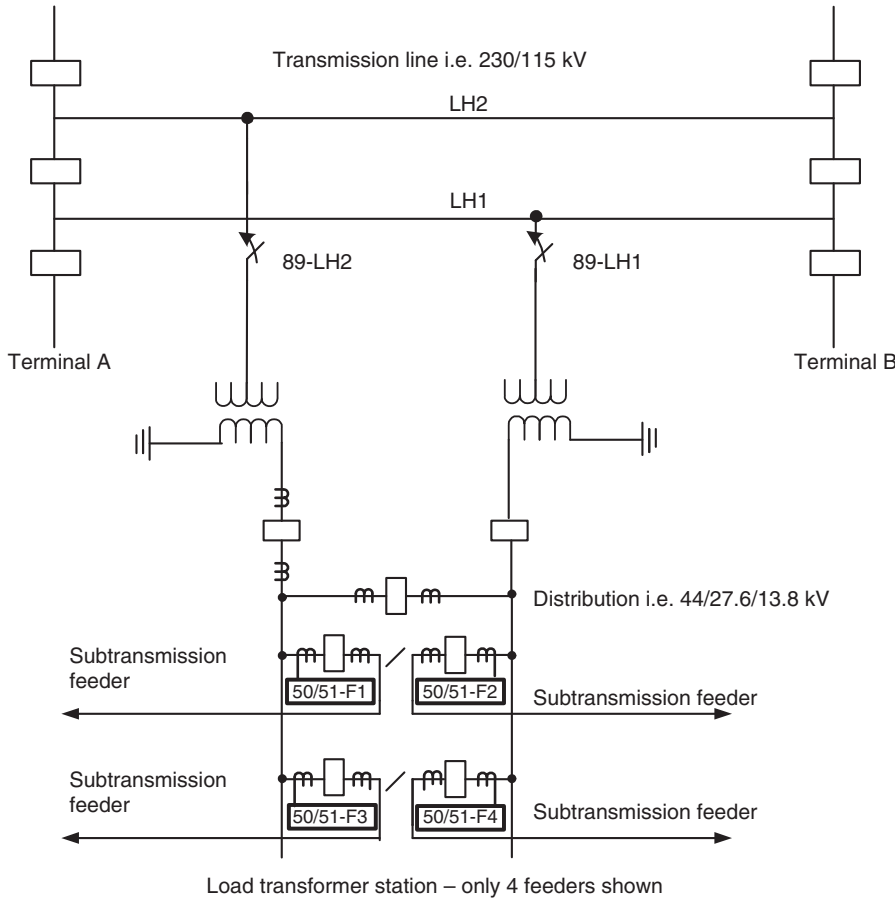 Transmission line i.e. 230/115 kV
LH2
LH1
89-LH2
89-LH1
Terminal A
Terminal B
Distribution i.e. 44/27.6/13.8 kV
Subtransmission
feeder
50/51-F1
50/51-F2
Subtransmission feeder
Subtransmission
feeder
50/51-F3
50/51-F4
Subtransmission feeder
Load transformer station – only 4 feeders shown